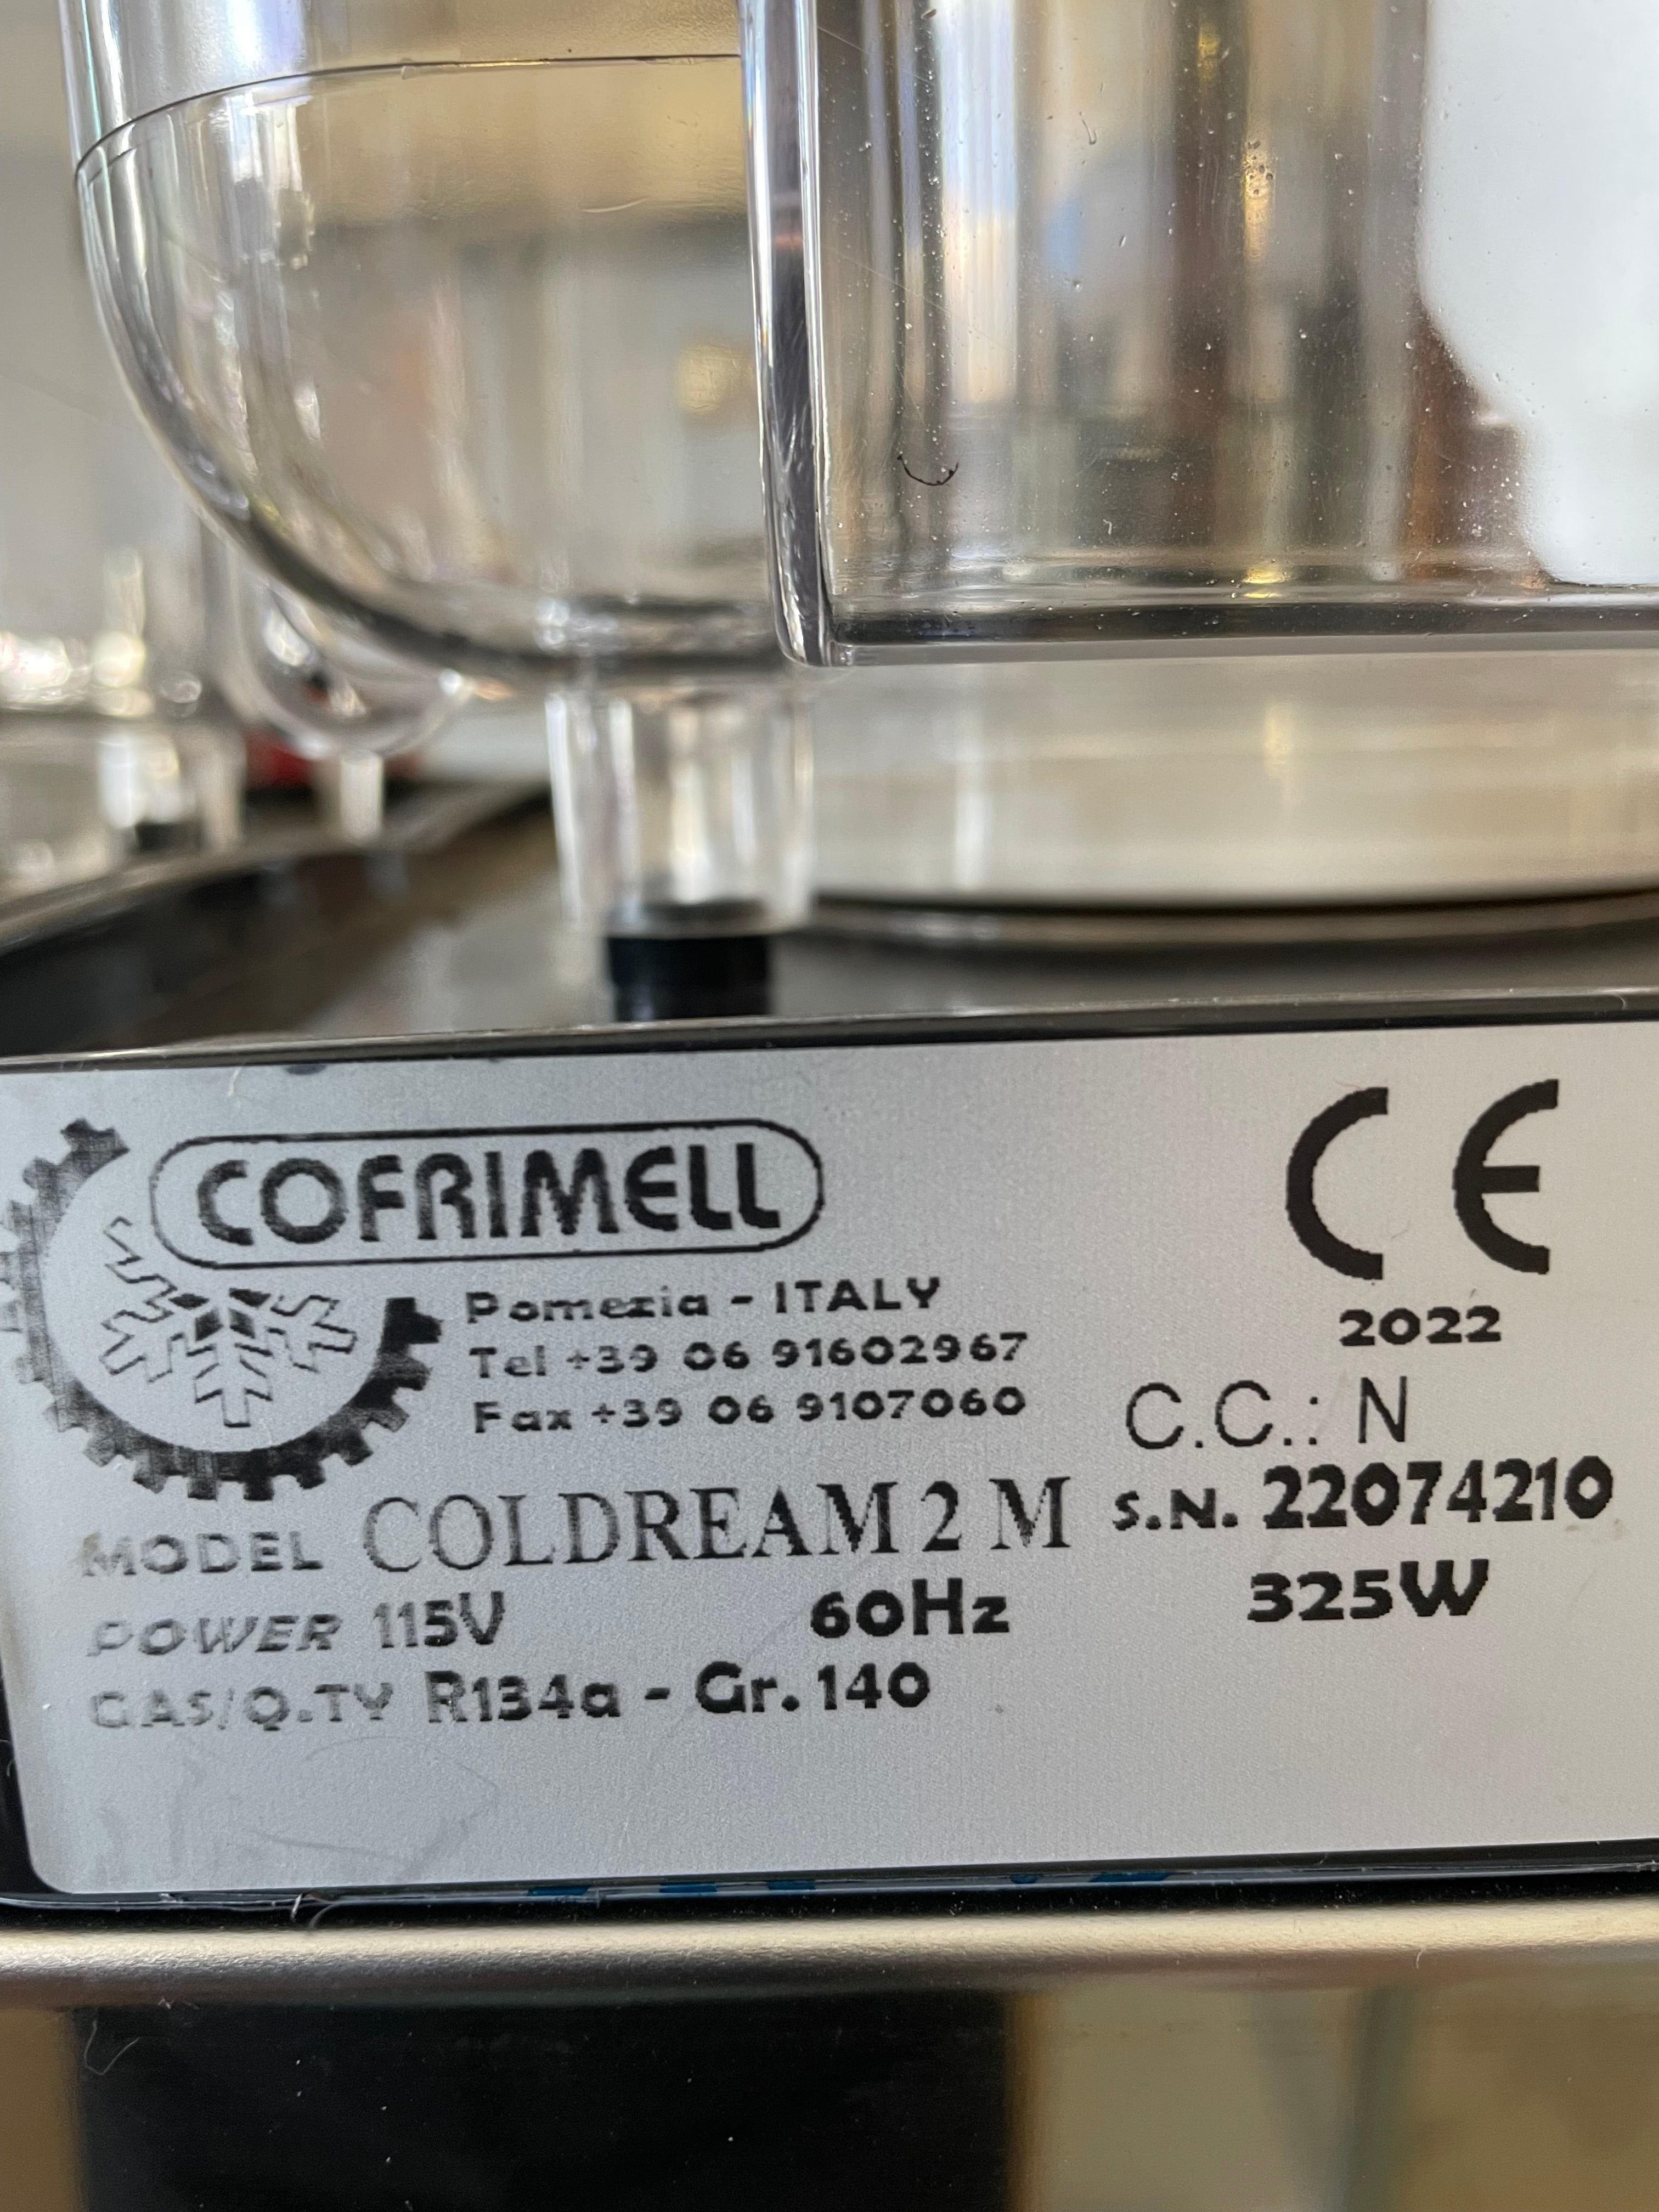 COFRIMELL
CE
2022
Pomezia - ITALY
Tel +39 06 91602967
Fax +39 06 9107060
C.C.: N
MODEL COLDREAM 2 M S.N. 22074210
POWER 115V 60Hz 325W
GAS/Q.TY R134a - Gr. 140